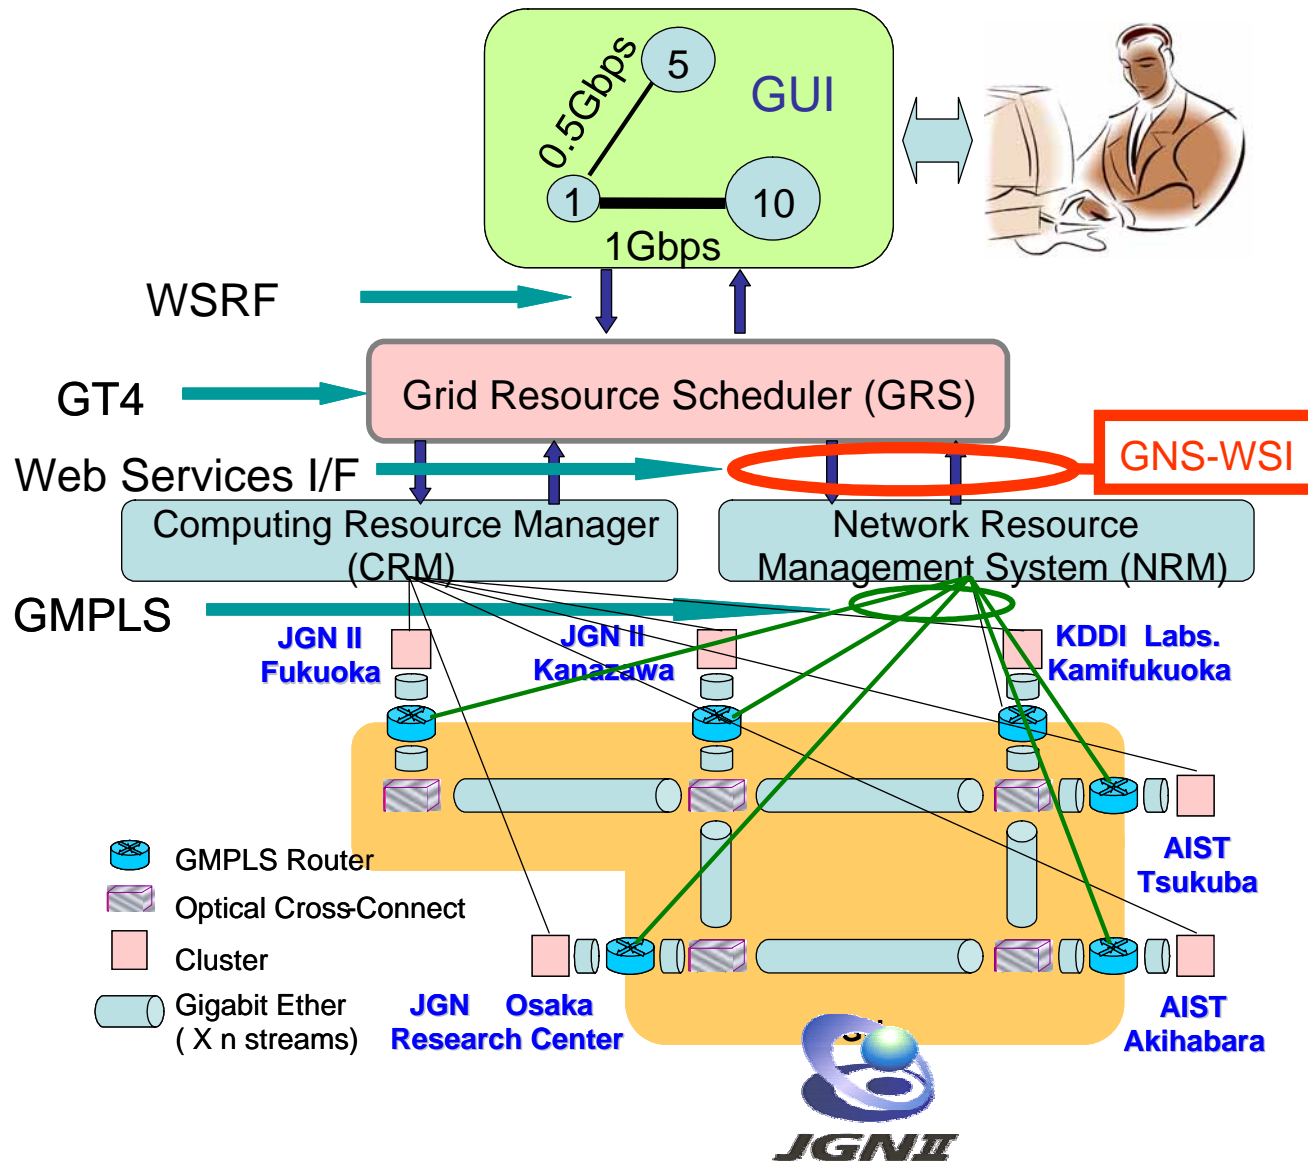 5
0.5Gbps
GUI
1
10
1Gbps
WSRF
Grid Resource Scheduler (GRS)
GT4
GNS-WSI
Web Services I/F
Computing Resource Manager
(CRM)
Network Resource
Management System (NRM)
GMPLS
JGN II
Fukuoka
JGN II
Kanazawa
KDDI Labs.
Kamifukuoka
AIST
Tsukuba
GMPLS Router
Optical Cross-Connect
Cluster
Gigabit Ether
( X n streams)
JGN Osaka
Research Center
AIST
Akihabara
JGNII